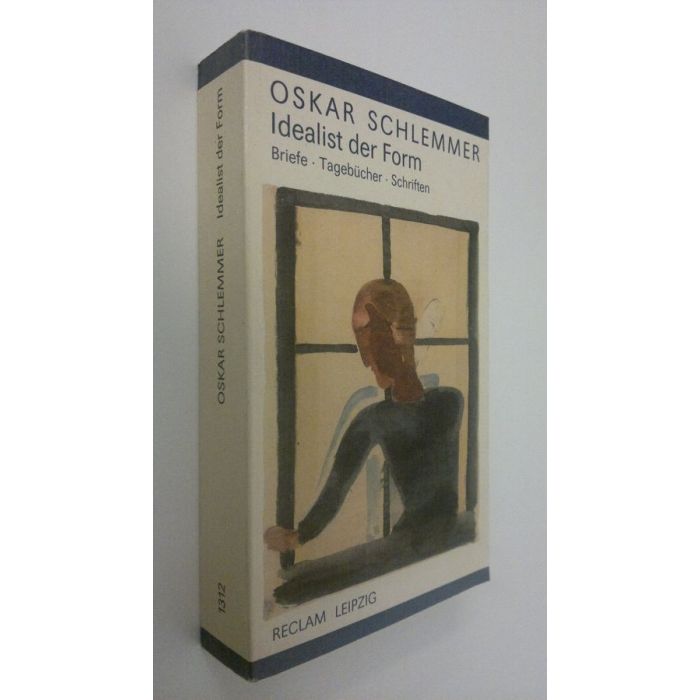 OSKAR SCHLEMMER
Idealist der Form
Briefe · Tagebücher · Schriften
RECLAM LEIPZIG
OSKAR SCHLEMMER Idealist der Form
1312